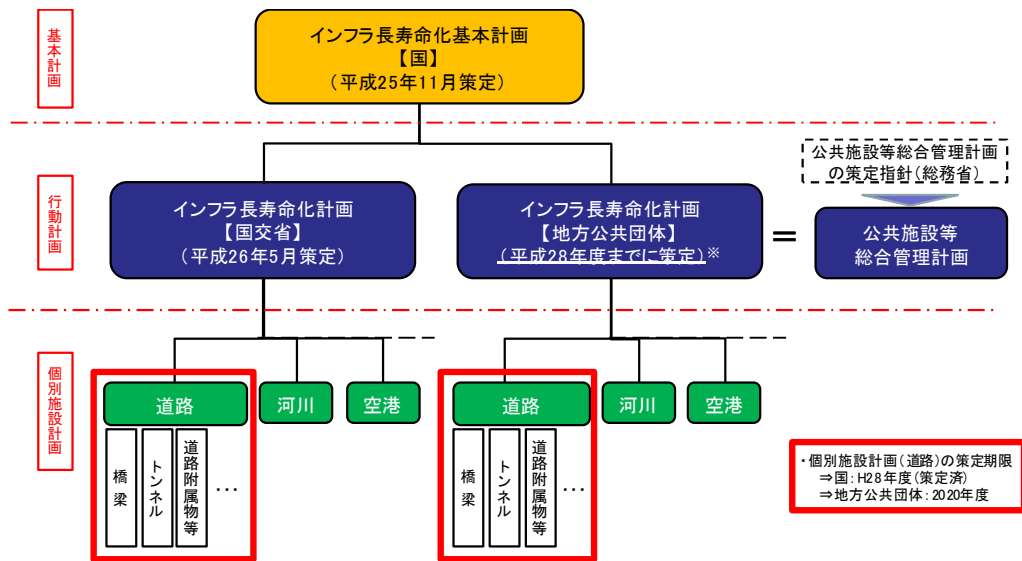 基本計画
インフラ長寿命化基本計画
【国】
(平成25年11月策定)
公共施設等総合管理計画
の策定指針(総務省)
行動計画
インフラ長寿命化計画
【国交省】
(平成26年5月策定)
インフラ長寿命化計画
【地方公共団体】
(平成28年度までに策定)※
=
公共施設等
総合管理計画
個別施設計画
道路
河川
空港
道路
河川
空港
橋梁
トンネル
道路附属物等
…
橋梁
トンネル
道路附属物等
…
・個別施設計画(道路)の策定期限
⇒国:H28年度(策定済)
⇒地方公共団体:2020年度